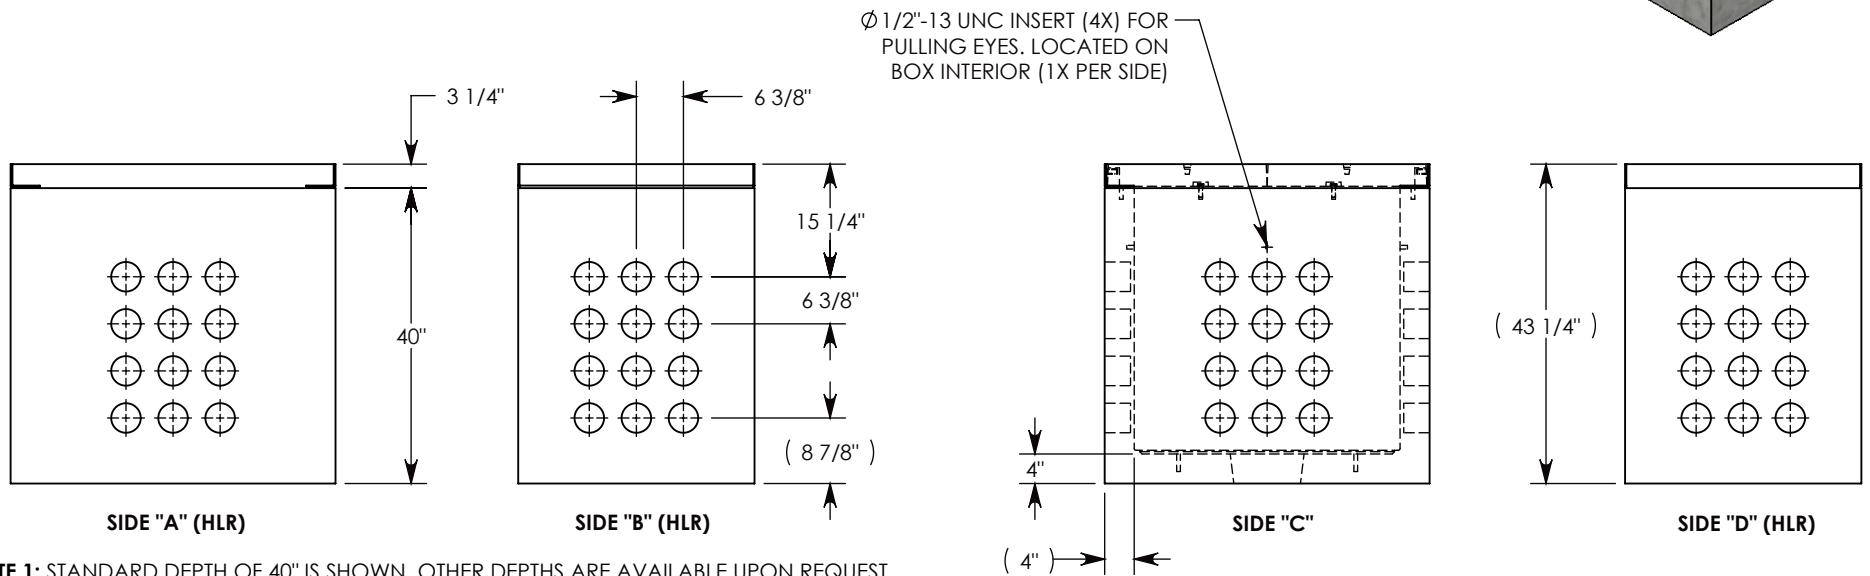 Ø 1/2"-13 UNC INSERT (4X) FOR
PULLING EYES. LOCATED ON
BOX INTERIOR (1X PER SIDE)
3 1/4"
6 3/8"
15 1/4"
6 3/8"
40"
( 43 1/4" )
( 8 7/8" )
4"
SIDE "A" (HLR)
SIDE "B" (HLR)
SIDE "C"
SIDE "D" (HLR)
( 4" )
1: STANDARD DEPTH OF 40" IS SHOWN. OTHER DEPTHS ARE AVAILABLE UPON REQUEST